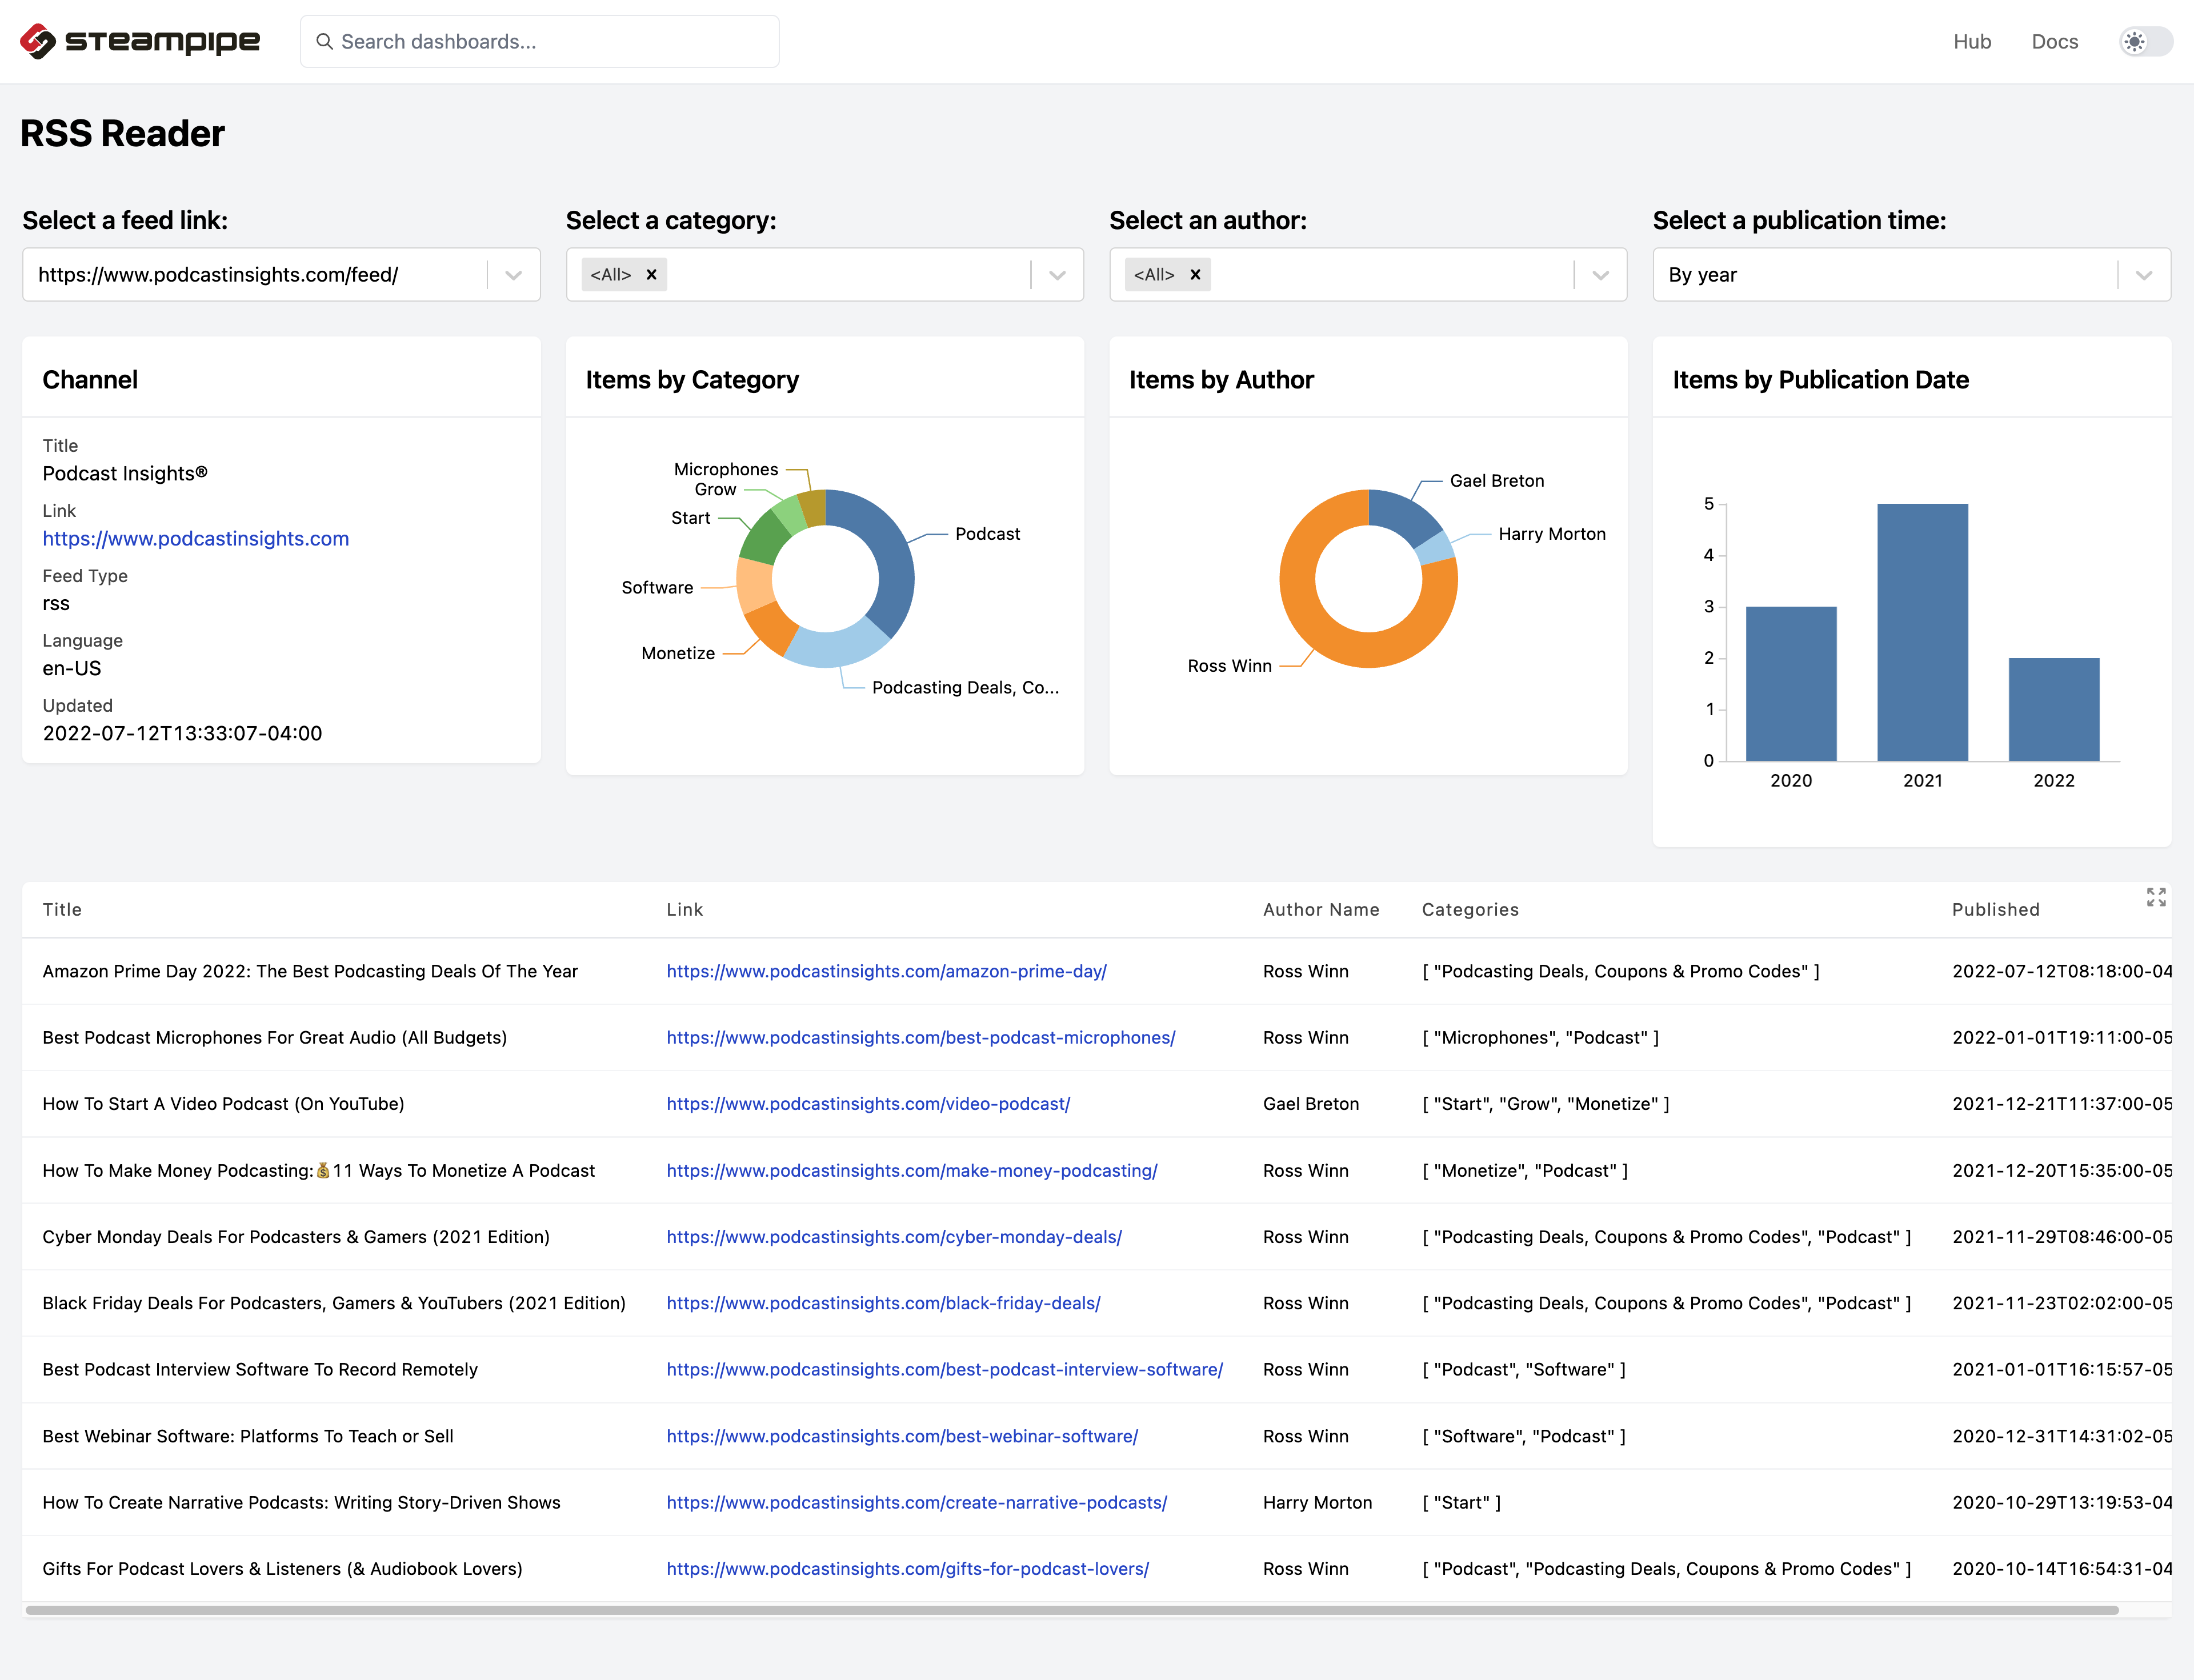 steampipe
Search dashboards...
Hub
Docs
RSS Reader
Select a feed link:
https://www.podcastinsights.com/feed/
Select a category:
<All>
Select an author:
<All>
Select a publication time:
By year
Channel
Title
Podcast Insights®
Link
https://www.podcastinsights.com
Feed Type
rss
Language
en-US
Updated
2022-07-12T13:33:07-04:00
Items by Category
Microphones
Grow
Start
Software
Monetize
Podcast
Podcasting Deals, Co...
Items by Author
Gael Breton
Harry Morton
Ross Winn
Items by Publication Date
5
4
3
2
1
0
2020 2021 2022
Title Link Author Name Categories Published
Amazon Prime Day 2022: The Best Podcasting Deals Of The Year https://www.podcastinsights.com/amazon-prime-day/ Ross Winn [ "Podcasting Deals, Coupons & Promo Codes" ] 2022-07-12T08:18:00-04
Best Podcast Microphones For Great Audio (All Budgets) https://www.podcastinsights.com/best-podcast-microphones/ Ross Winn [ "Microphones", "Podcast" ] 2022-01-01T19:11:00-05
How To Start A Video Podcast (On YouTube) https://www.podcastinsights.com/video-podcast/ Gael Breton [ "Start", "Grow", "Monetize" ] 2021-12-21T11:37:00-05
How To Make Money Podcasting:💰11 Ways To Monetize A Podcast https://www.podcastinsights.com/make-money-podcasting/ Ross Winn [ "Monetize", "Podcast" ] 2021-12-20T15:35:00-05
Cyber Monday Deals For Podcasters & Gamers (2021 Edition) https://www.podcastinsights.com/cyber-monday-deals/ Ross Winn [ "Podcasting Deals, Coupons & Promo Codes", "Podcast" ] 2021-11-29T08:46:00-05
Black Friday Deals For Podcasters, Gamers & YouTubers (2021 Edition) https://www.podcastinsights.com/black-friday-deals/ Ross Winn [ "Podcasting Deals, Coupons & Promo Codes", "Podcast" ] 2021-11-23T02:02:00-05
Best Podcast Interview Software To Record Remotely https://www.podcastinsights.com/best-podcast-interview-software/ Ross Winn [ "Podcast", "Software" ] 2021-01-01T16:15:57-05
Best Webinar Software: Platforms To Teach or Sell https://www.podcastinsights.com/best-webinar-software/ Ross Winn [ "Software", "Podcast" ] 2020-12-31T14:31:02-05
How To Create Narrative Podcasts: Writing Story-Driven Shows https://www.podcastinsights.com/create-narrative-podcasts/ Harry Morton [ "Start" ] 2020-10-29T13:19:53-04
Gifts For Podcast Lovers & Listeners (& Audiobook Lovers) https://www.podcastinsights.com/gifts-for-podcast-lovers/ Ross Winn [ "Podcast", "Podcasting Deals, Coupons & Promo Codes" ] 2020-10-14T16:54:31-04